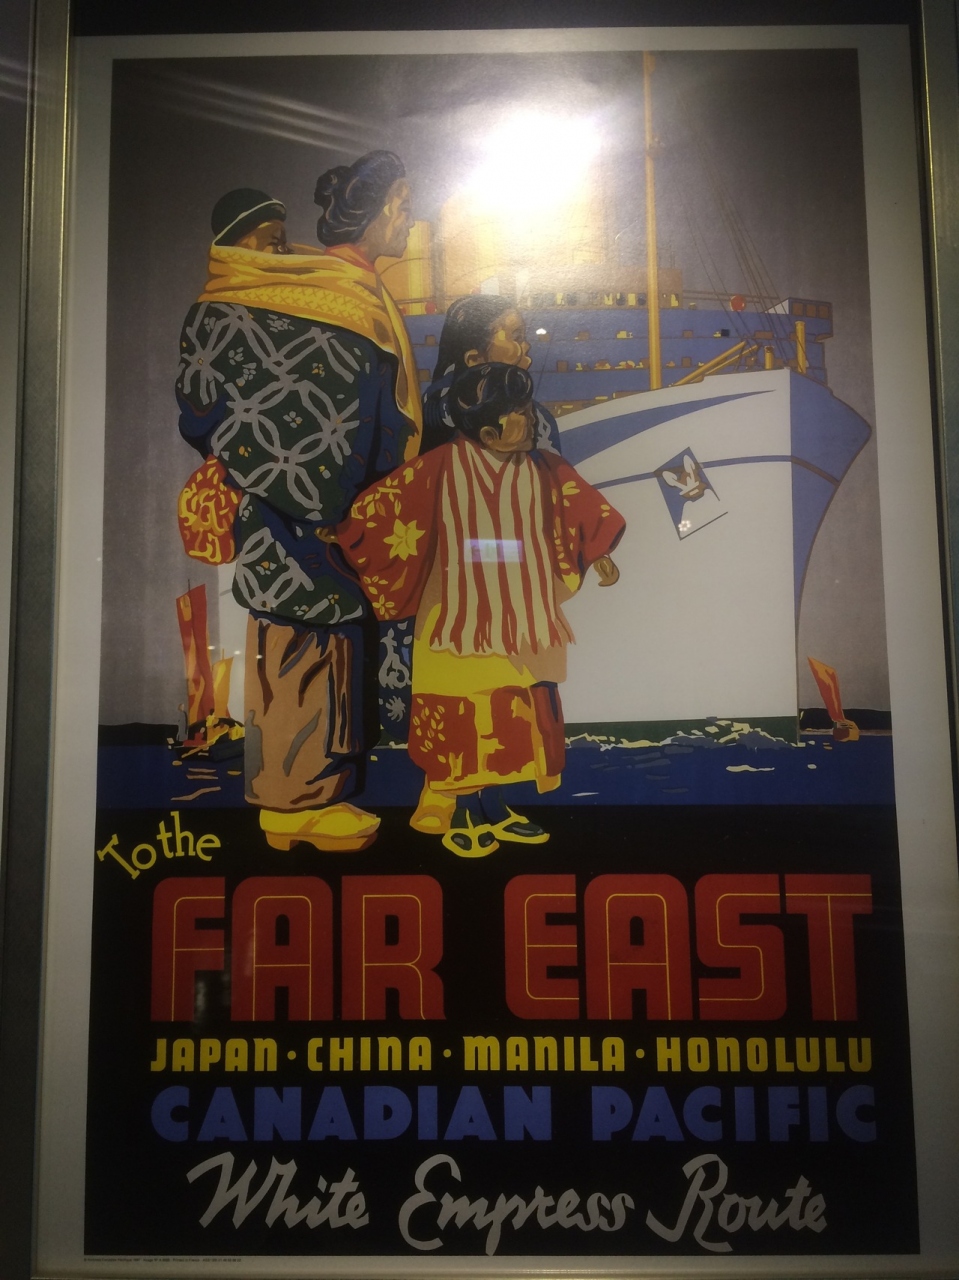 To the
FAR EAST
JAPAN · CHINA · MANILA · HONOLULU
CANADIAN PACIFIC
White Empress Route